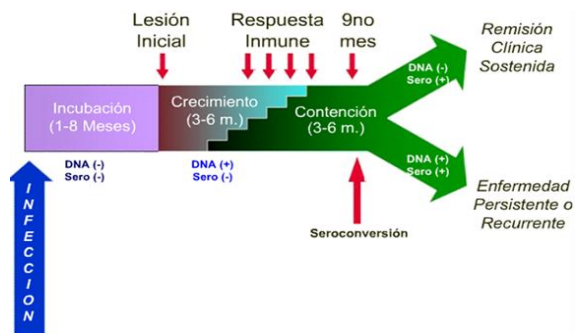 Lesión
Inicial
Respuesta
Inmune
9no
mes
Remisión
Clínica
Sostenida
DNA (-)
Sero (+)
Incubación
(1-8 Meses)
Crecimiento
(3-6 m.)
Contención
(3-6 m.)
DNA (-)
Sero (-)
DNA (+)
Sero (-)
DNA (+)
Sero (+)
Enfermedad
Persistente o
Recurrente
Seroconversión
INFECCION